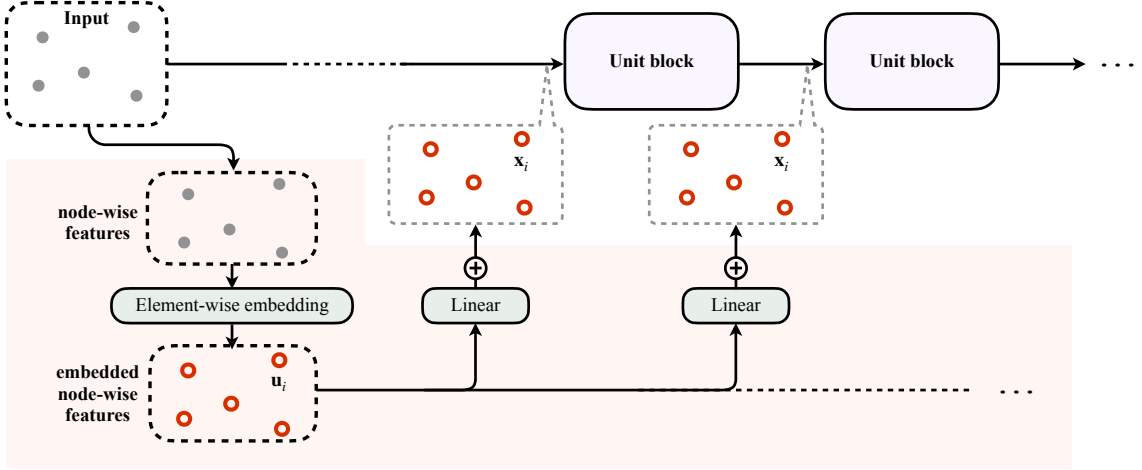 Input
Unit block
Unit block
. . .
x_i
x_i
node-wise
features
Element-wise embedding
Linear
Linear
embedded
node-wise
features
u_i
. . .